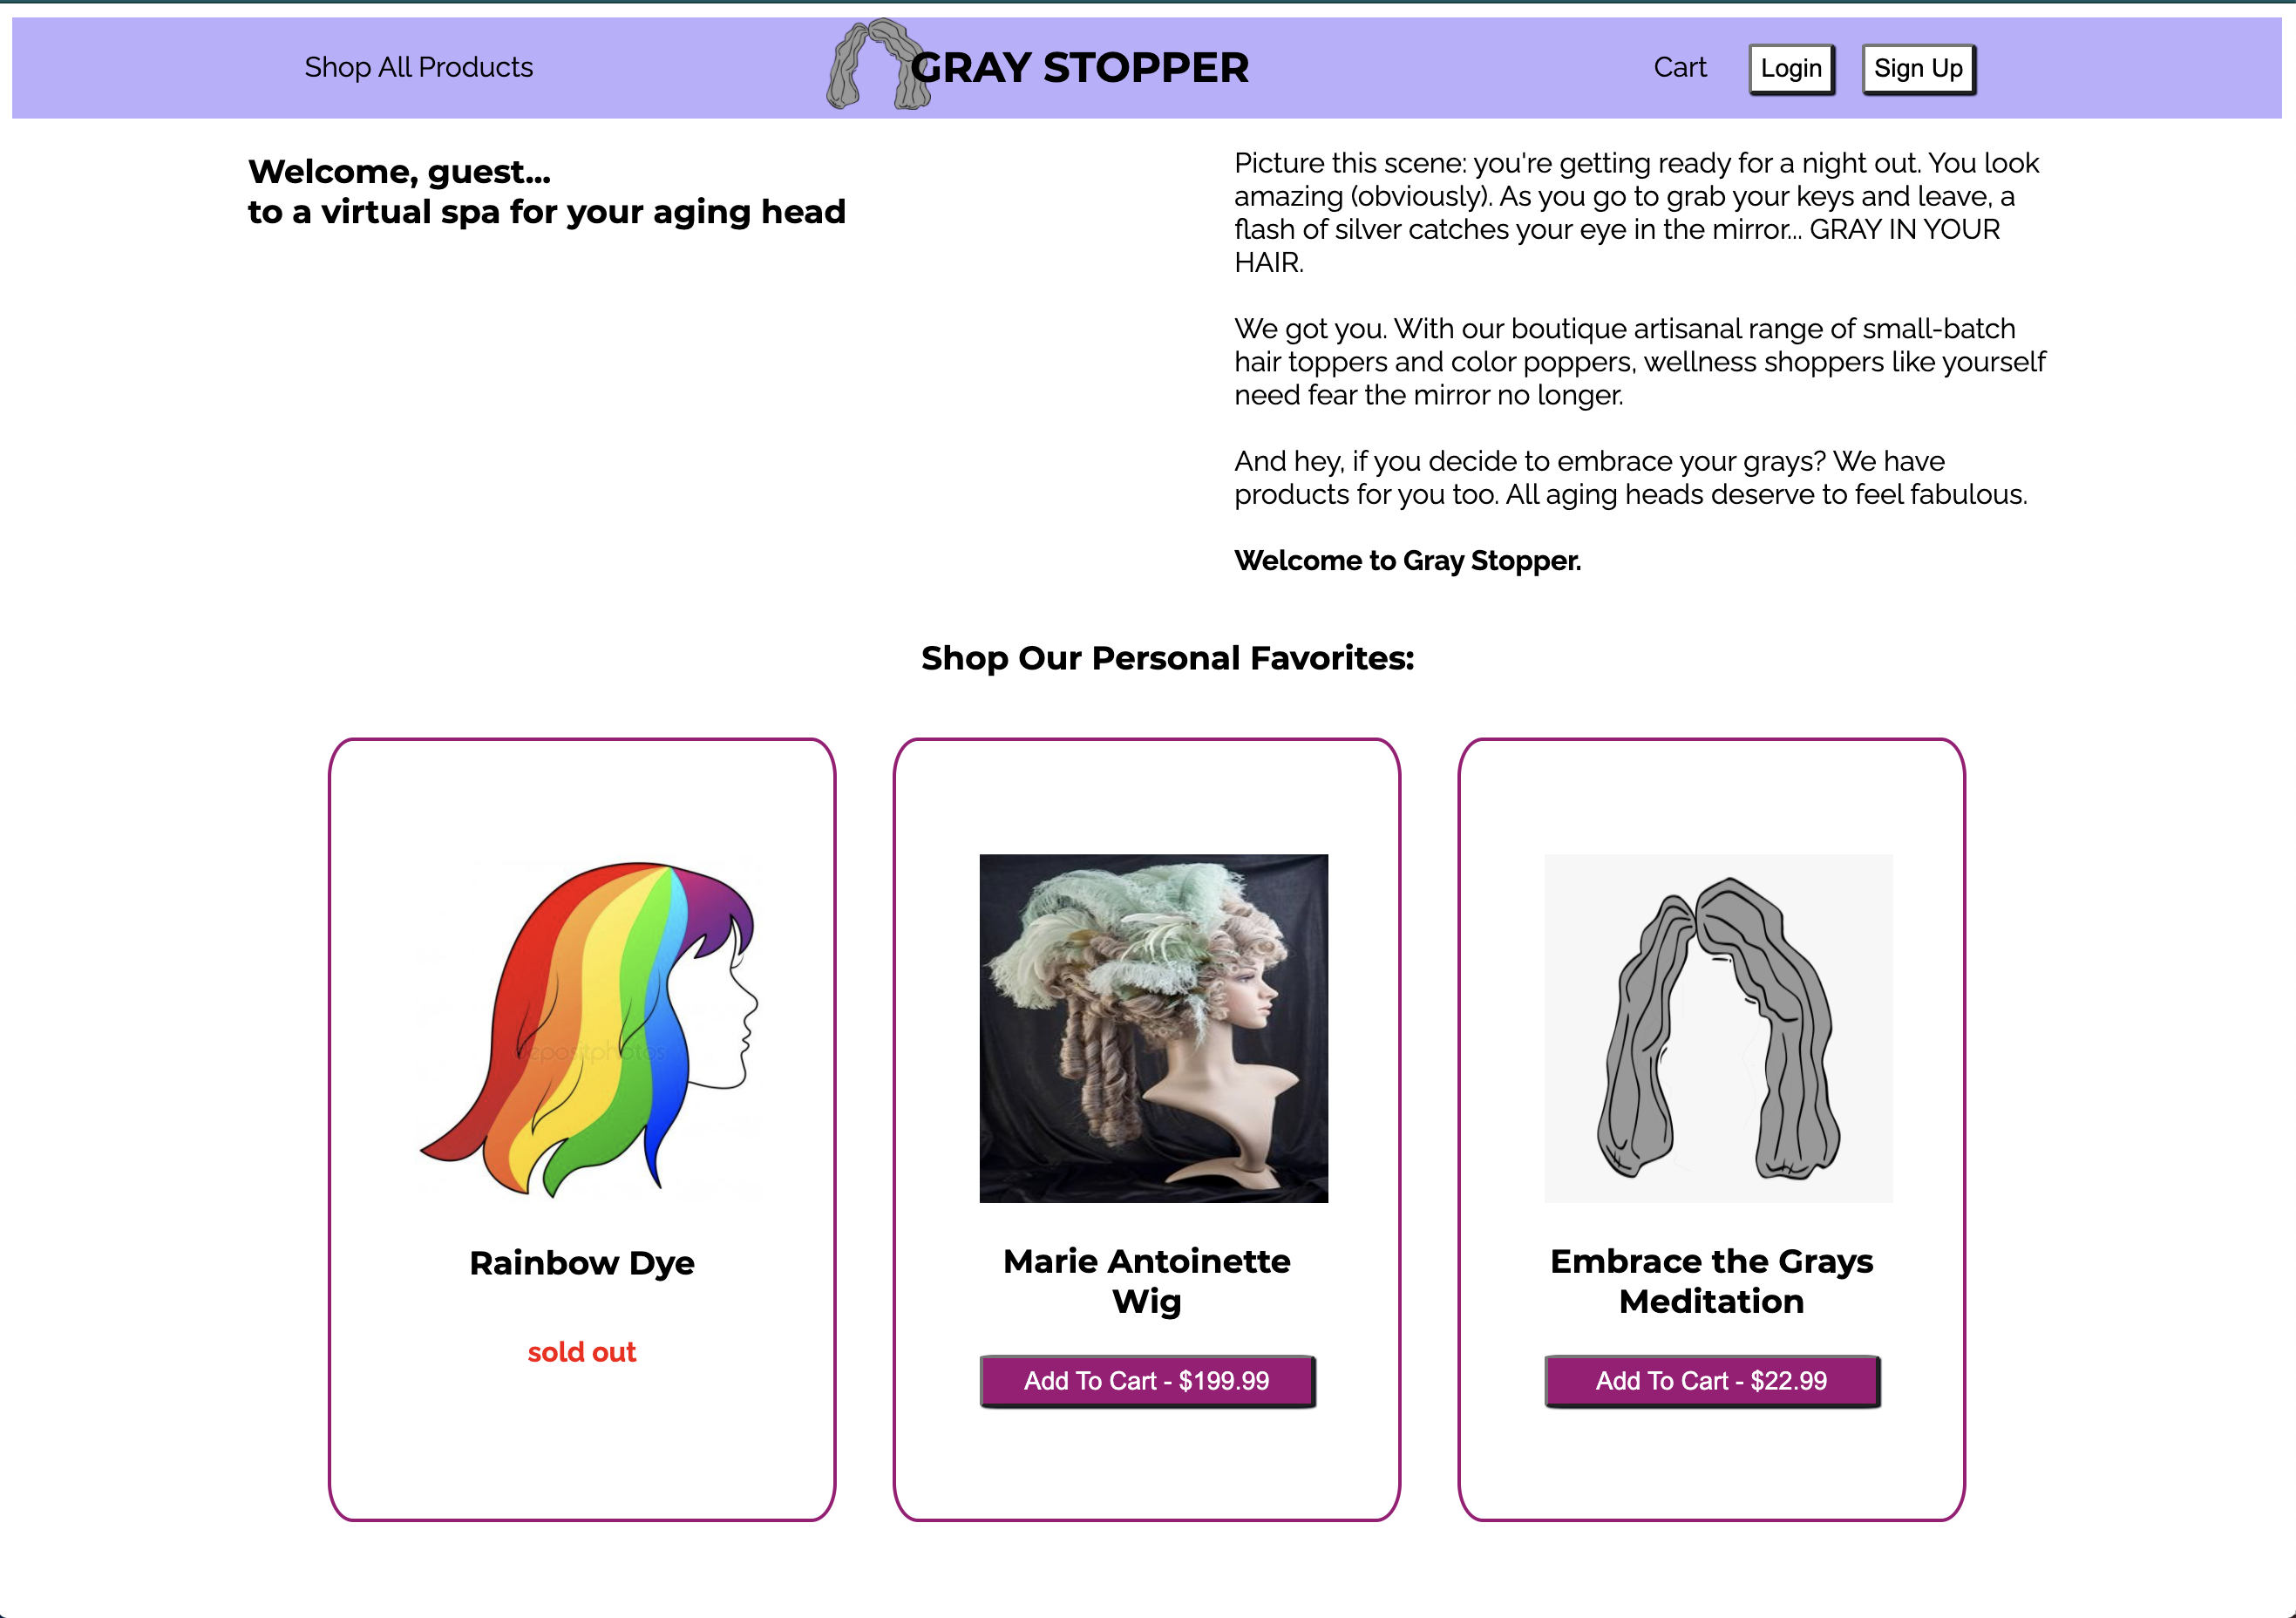 Shop All Products
GRAY STOPPER
Cart
Login
Sign Up
Welcome, guest...
to a virtual spa for your aging head
Picture this scene: you're getting ready for a night out. You look
amazing (obviously). As you go to grab your keys and leave, a
flash of silver catches your eye in the mirror... GRAY IN YOUR
HAIR.
We got you. With our boutique artisanal range of small-batch
hair toppers and color poppers, wellness shoppers like yourself
need fear the mirror no longer.
And hey, if you decide to embrace your grays? We have
products for you too. All aging heads deserve to feel fabulous.
Welcome to Gray Stopper.
Shop Our Personal Favorites:
depositphotos
Rainbow Dye
sold out
Marie Antoinette
Wig
Add To Cart - $199.99
Embrace the Grays
Meditation
Add To Cart - $22.99